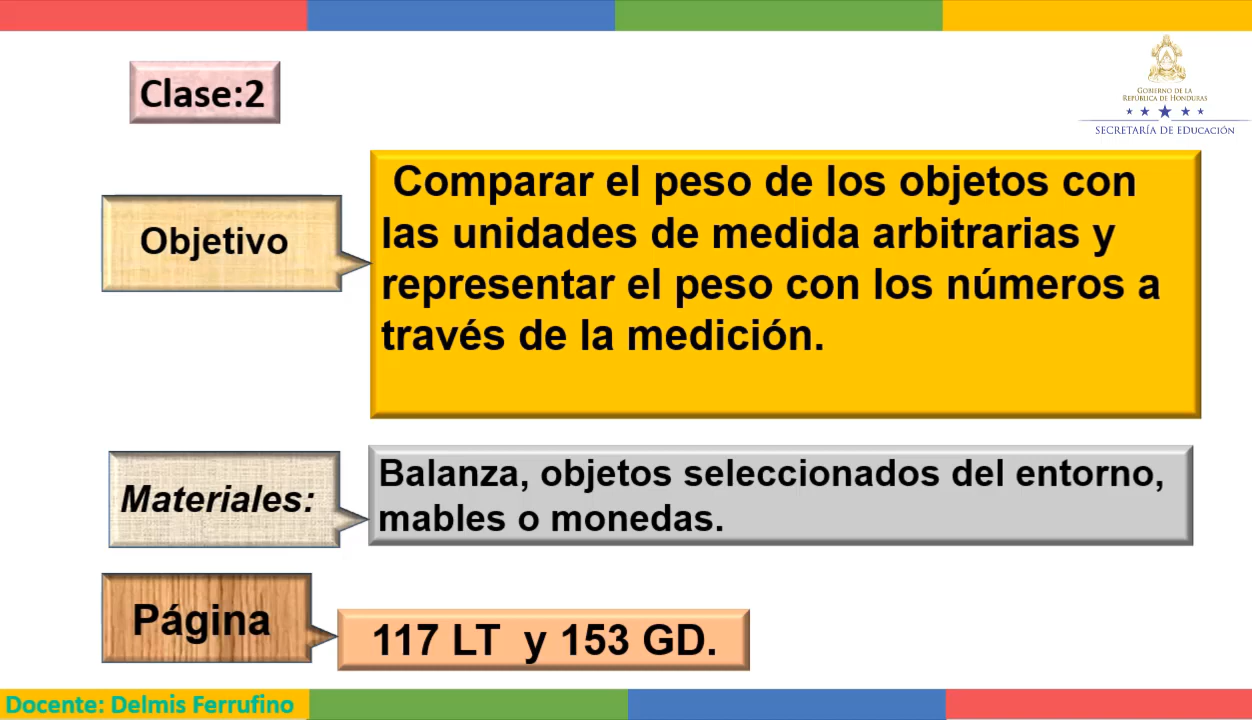 Clase:2
GOBIERNO DE LA
REPÚBLICA DE HONDURAS
SECRETARÍA DE EDUCACIÓN
Objetivo
Comparar el peso de los objetos con
las unidades de medida arbitrarias y
representar el peso con los números a
través de la medición.
Materiales:
Balanza, objetos seleccionados del entorno,
mables o monedas.
Página
117 LT y 153 GD.
Docente: Delmis Ferrufino